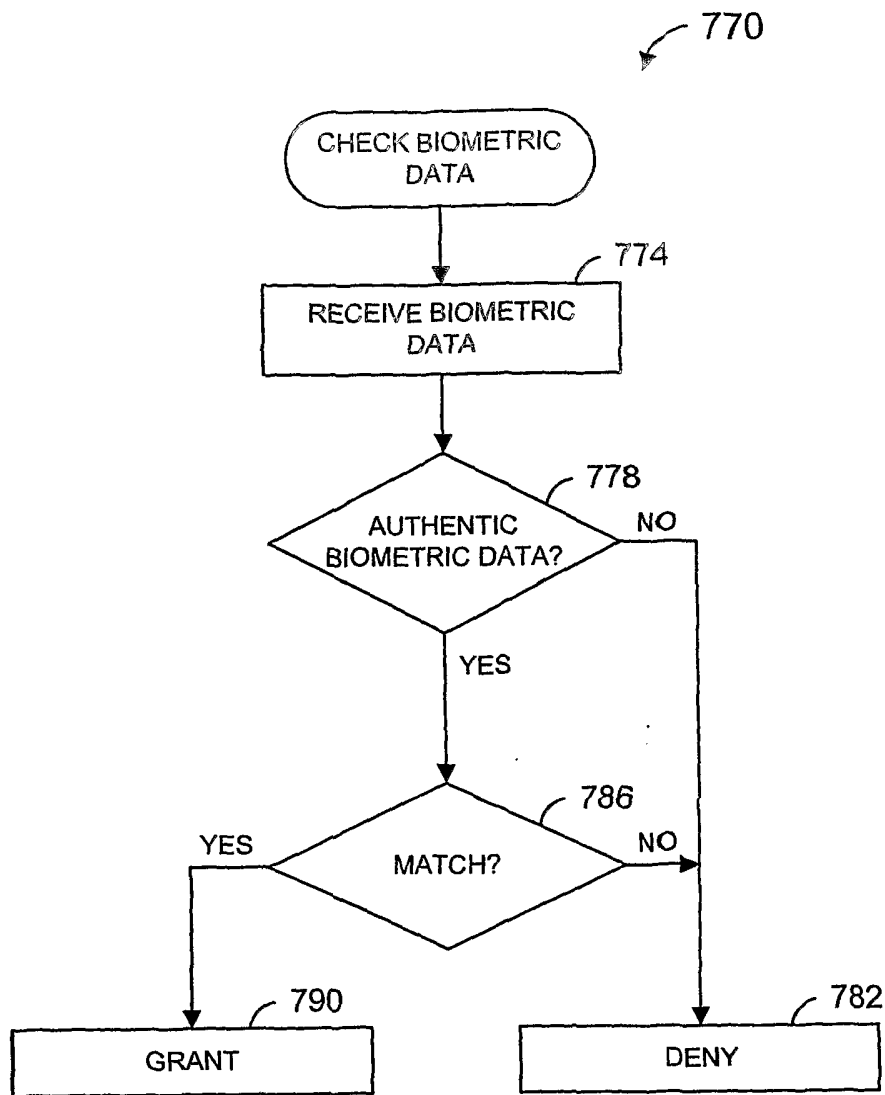 770
CHECK BIOMETRIC
DATA
774
RECEIVE BIOMETRIC
DATA
778
AUTHENTIC
BIOMETRIC DATA?
NO
YES
786
YES
MATCH?
NO
790
GRANT
782
DENY